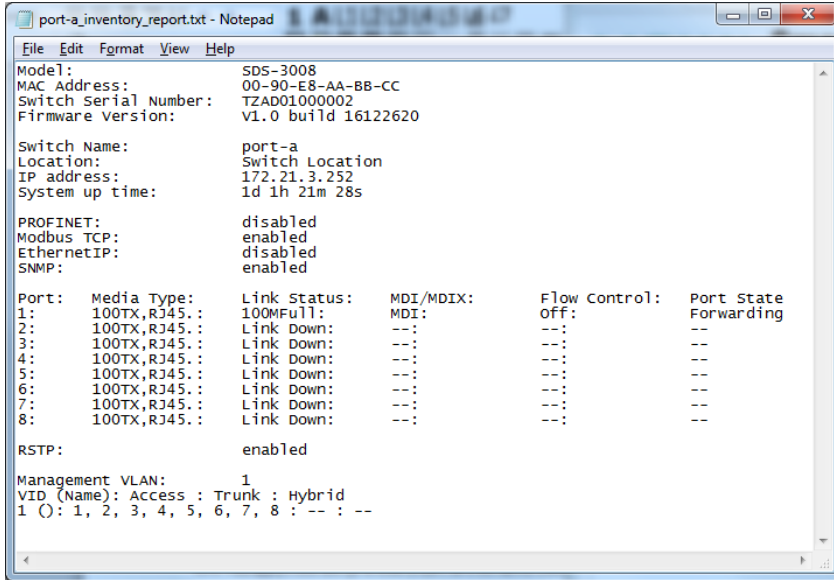 port-a_inventory_report.txt - Notepad
File Edit Format View Help
Model: SDS-3008
MAC Address: 00-90-E8-AA-BB-CC
Switch Serial Number: TZAD01000002
Firmware Version: V1.0 build 16122620
Switch Name: port-a
Location: Switch Location
IP address: 172.21.3.252
System up time: 1d 1h 21m 28s
PROFINET: disabled
Modbus TCP: enabled
EthernetIP: disabled
SNMP: enabled
Port: Media Type: Link Status: MDI/MDIX: Flow Control: Port State
1: 100TX,RJ45.: 100MFull: MDI: Off: Forwarding
2: 100TX,RJ45.: Link Down: --: --: --
3: 100TX,RJ45.: Link Down: --: --: --
4: 100TX,RJ45.: Link Down: --: --: --
5: 100TX,RJ45.: Link Down: --: --: --
6: 100TX,RJ45.: Link Down: --: --: --
7: 100TX,RJ45.: Link Down: --: --: --
8: 100TX,RJ45.: Link Down: --: --: --
RSTP: enabled
Management VLAN: 1
VID (Name): Access : Trunk : Hybrid
1 (): 1, 2, 3, 4, 5, 6, 7, 8 : -- : --